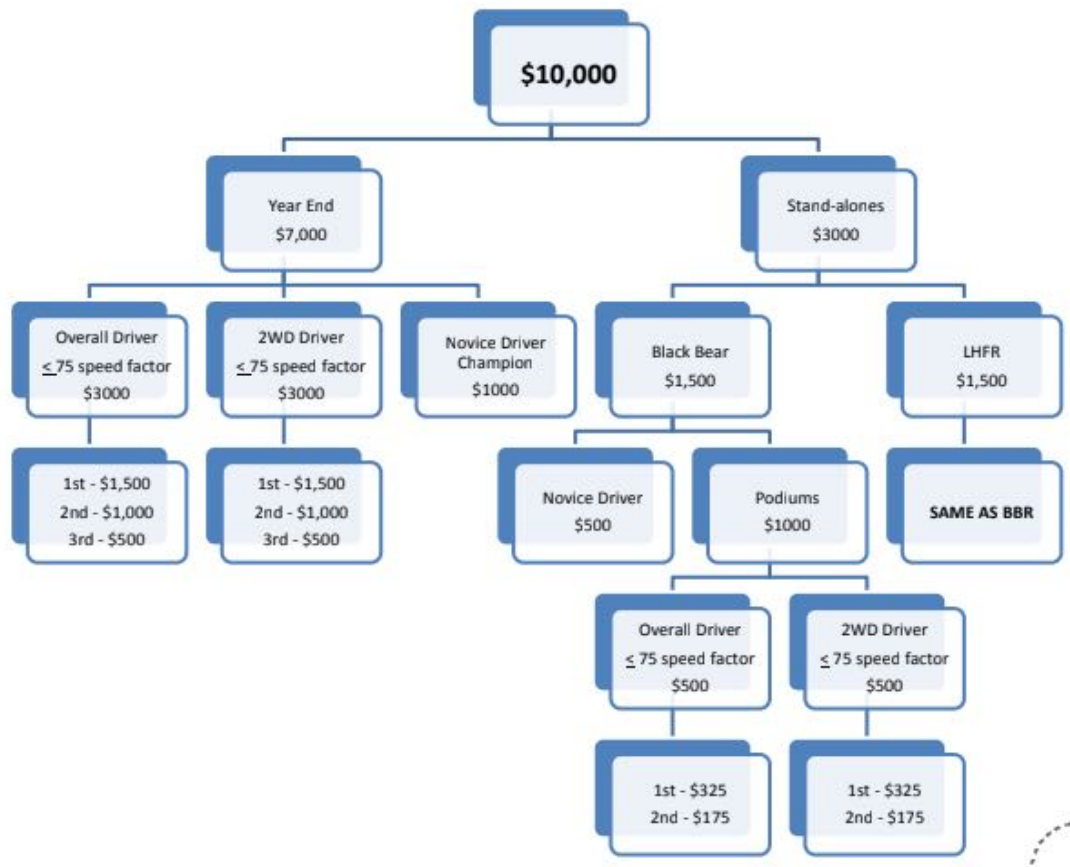 $10,000
Year End
$7,000
Stand-alones
$3000
Overall Driver
< 75 speed factor
$3000
2WD Driver
< 75 speed factor
$3000
Novice Driver
Champion
$1000
Black Bear
$1,500
LHFR
$1,500
1st - $1,500
2nd - $1,000
3rd - $500
1st - $1,500
2nd - $1,000
3rd - $500
Novice Driver
$500
Podiums
$1000
SAME AS BBR
Overall Driver
< 75 speed factor
$500
2WD Driver
< 75 speed factor
$500
1st - $325
2nd - $175
1st - $325
2nd - $175